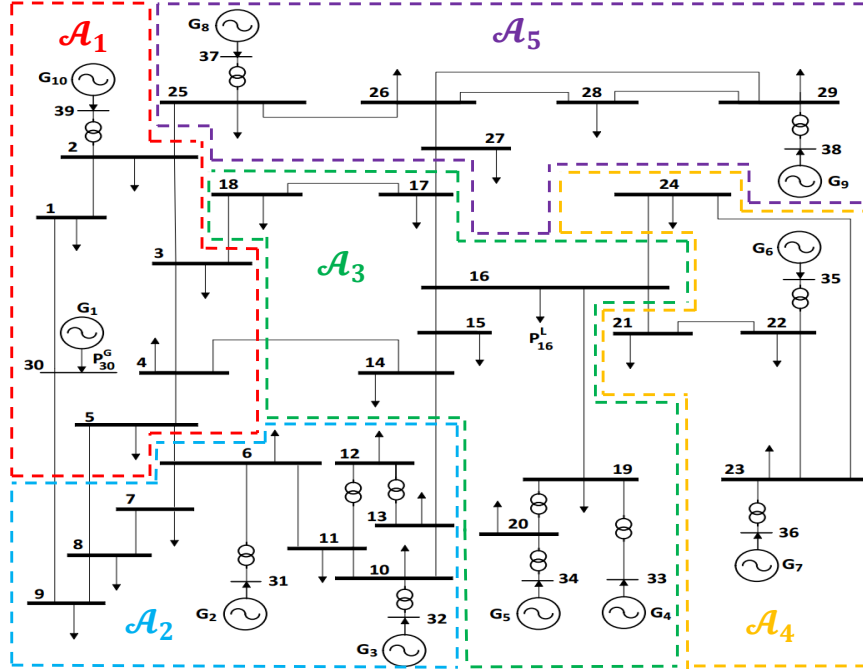 𝒜₁
G₈
𝒜₅
37
G₁₀
39
25
26
28
29
2
27
38
18
17
24
G₉
1
3
𝒜₃
G₆
16
35
G₁
15
P₁₆ᴸ
21
22
30
P₃₀ᴳ
4
14
5
6
12
19
23
7
13
20
8
11
36
10
31
34
33
G₇
9
𝒜₂
G₂
32
G₅
G₄
𝒜₄
G₃